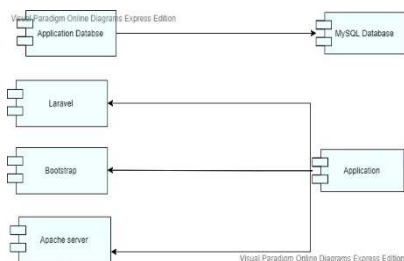 Visual Paradigm Online Diagrams Express Edition
Application Databse
MySQL Database
Laravel
Bootstrap
Application
Apache server
Visual Paradigm Online Diagrams Express Edition